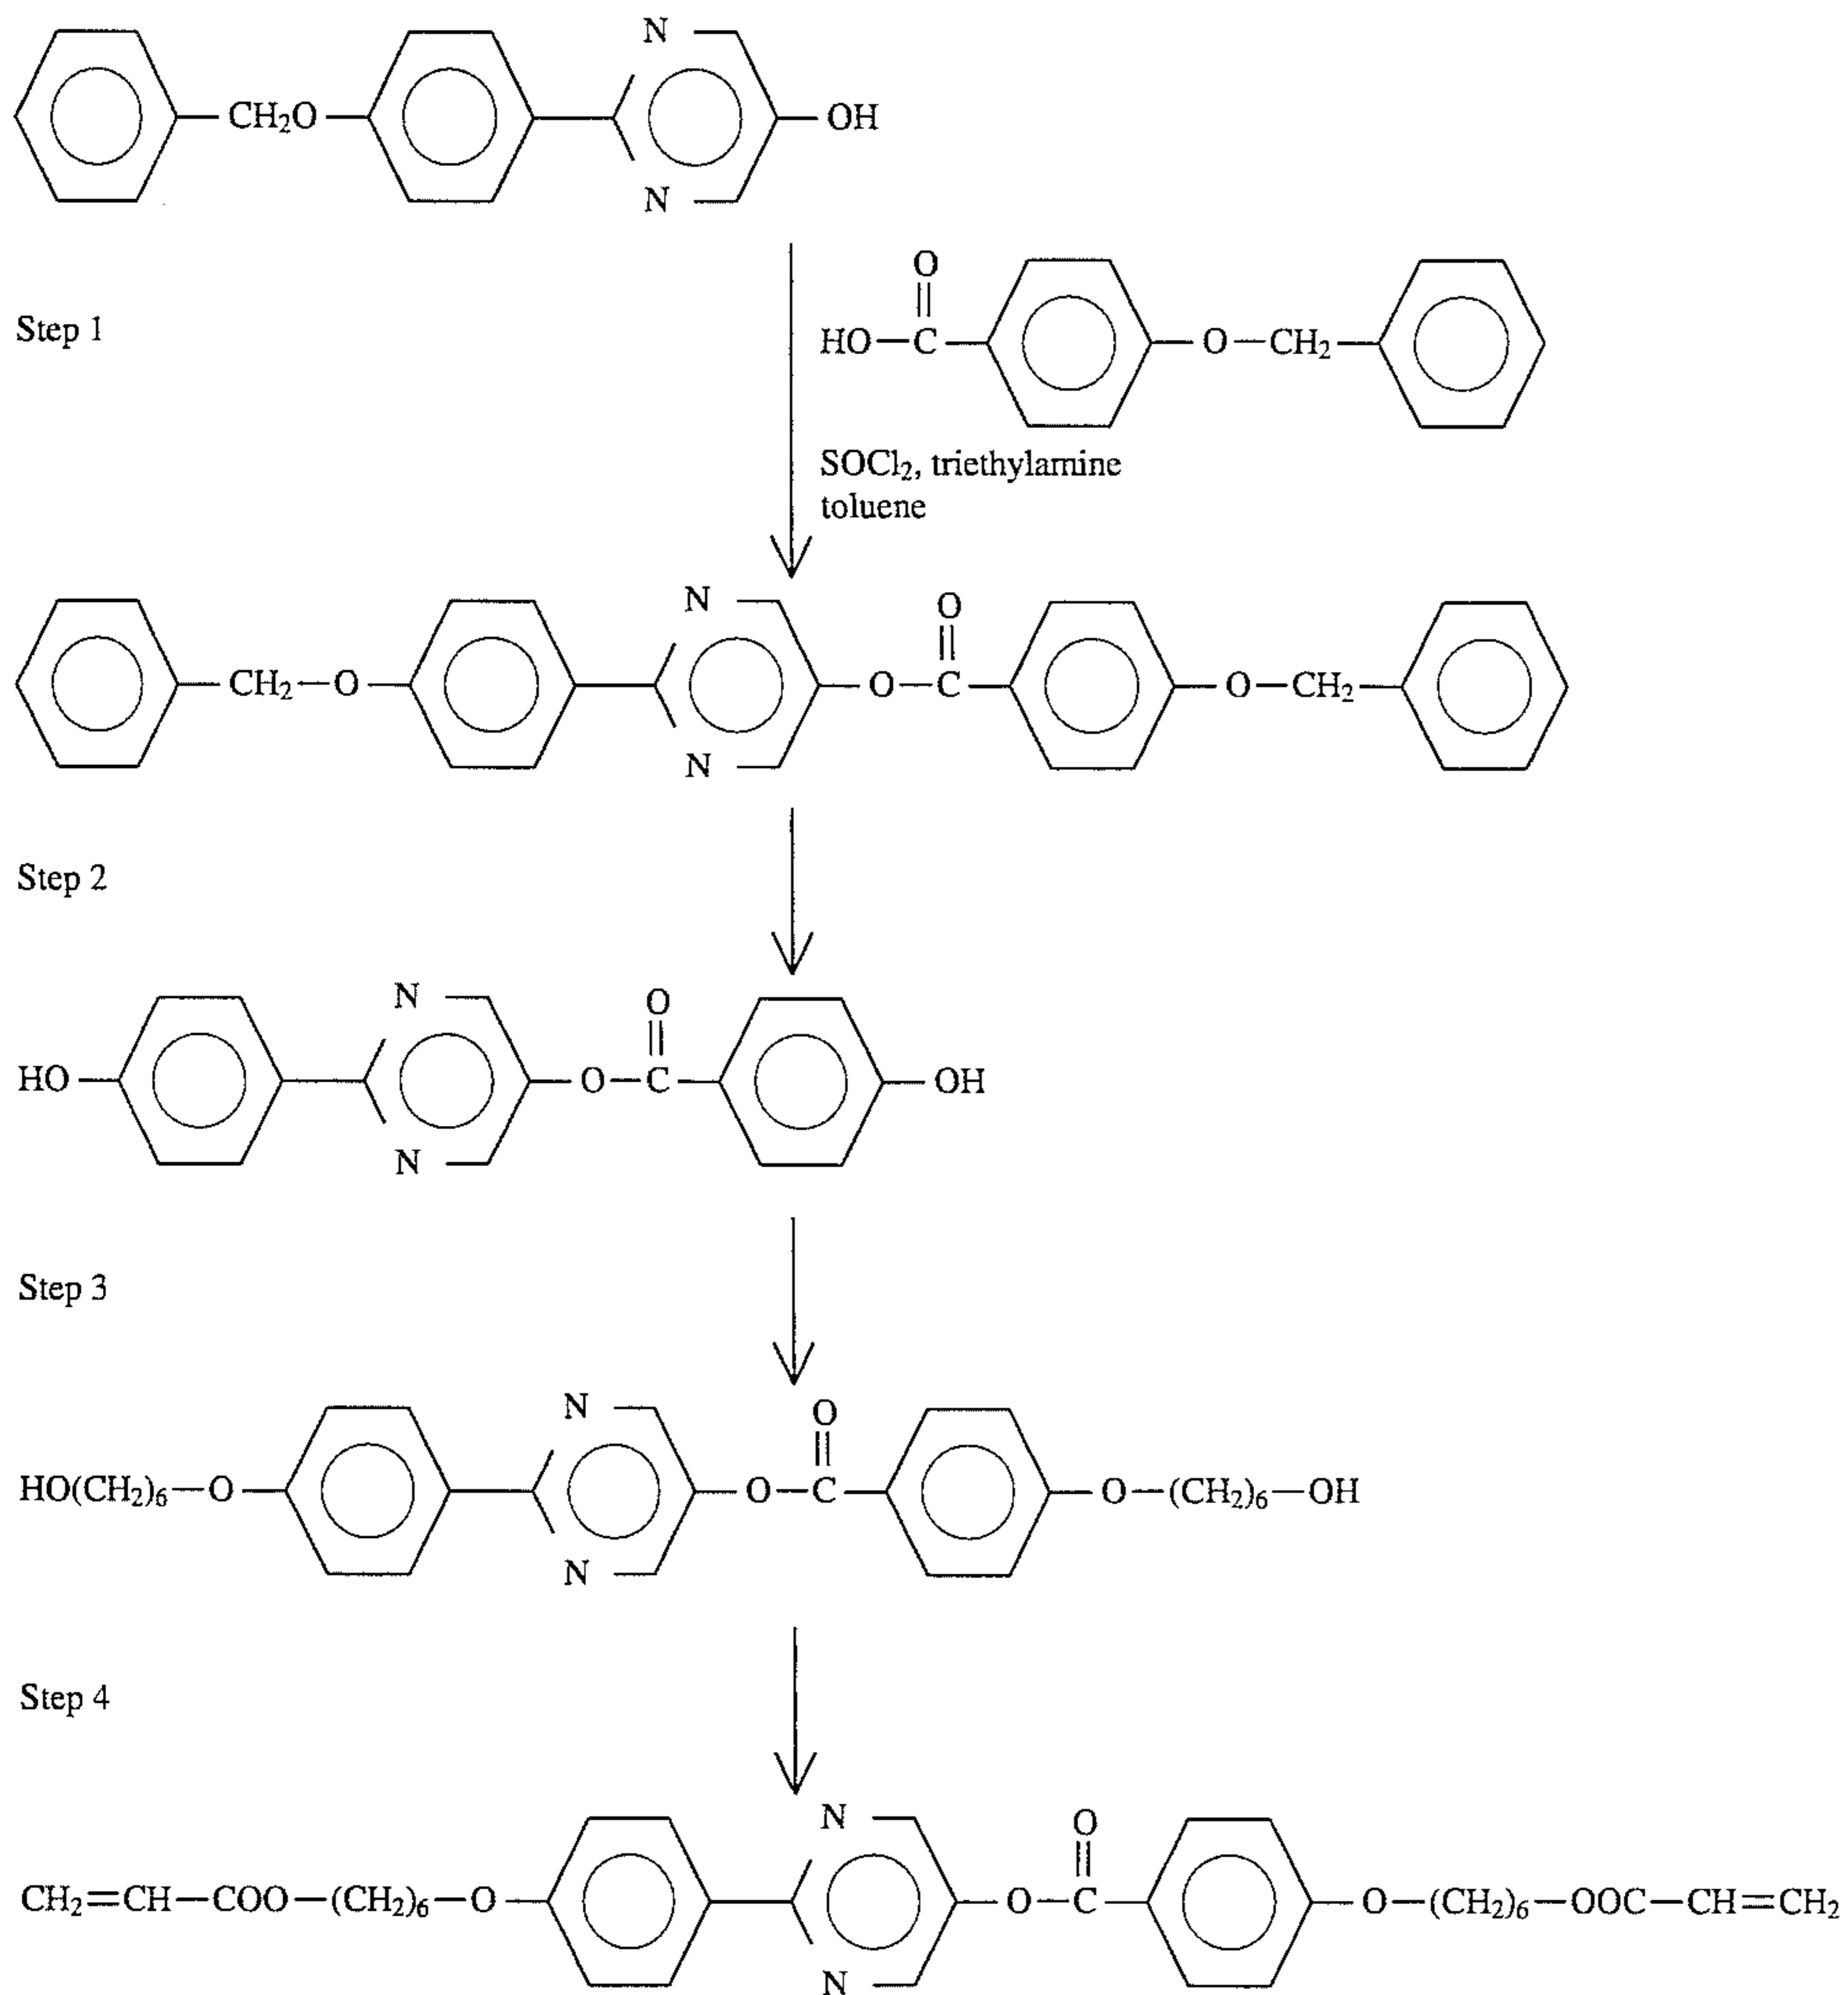 N
CH₂O
OH
N
O
Step 1
HO—C
O—CH₂
SOCl₂, triethylamine
toluene
N
O
CH₂—O
O—C
O—CH₂
N
Step 2
N
O
HO
O—C
OH
N
Step 3
N
O
HO(CH₂)₆—O
O—C
O—(CH₂)₆—OH
N
Step 4
N
O
CH₂=CH—COO—(CH₂)₆—O
O—C
O—(CH₂)₆—OOC—CH=CH₂
N